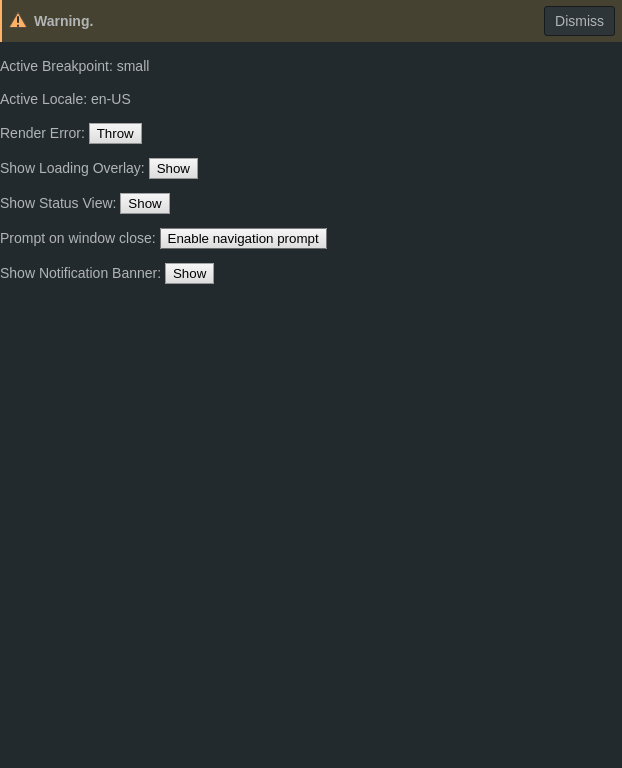 Warning.
Dismiss
Active Breakpoint: small
Active Locale: en-US
Render Error: Throw
Show Loading Overlay: Show
Show Status View: Show
Prompt on window close: Enable navigation prompt
Show Notification Banner: Show